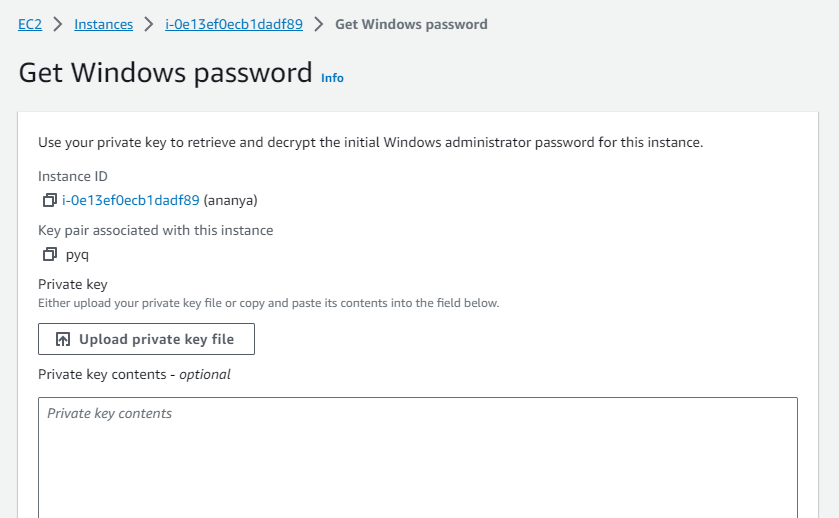 EC2 > Instances > i-0e13ef0ecb1dadf89 > Get Windows password
Get Windows password Info
Use your private key to retrieve and decrypt the initial Windows administrator password for this instance.
Instance ID
i-0e13ef0ecb1dadf89 (ananya)
Key pair associated with this instance
pyq
Private key
Either upload your private key file or copy and paste its contents into the field below.
Upload private key file
Private key contents - optional
Private key contents